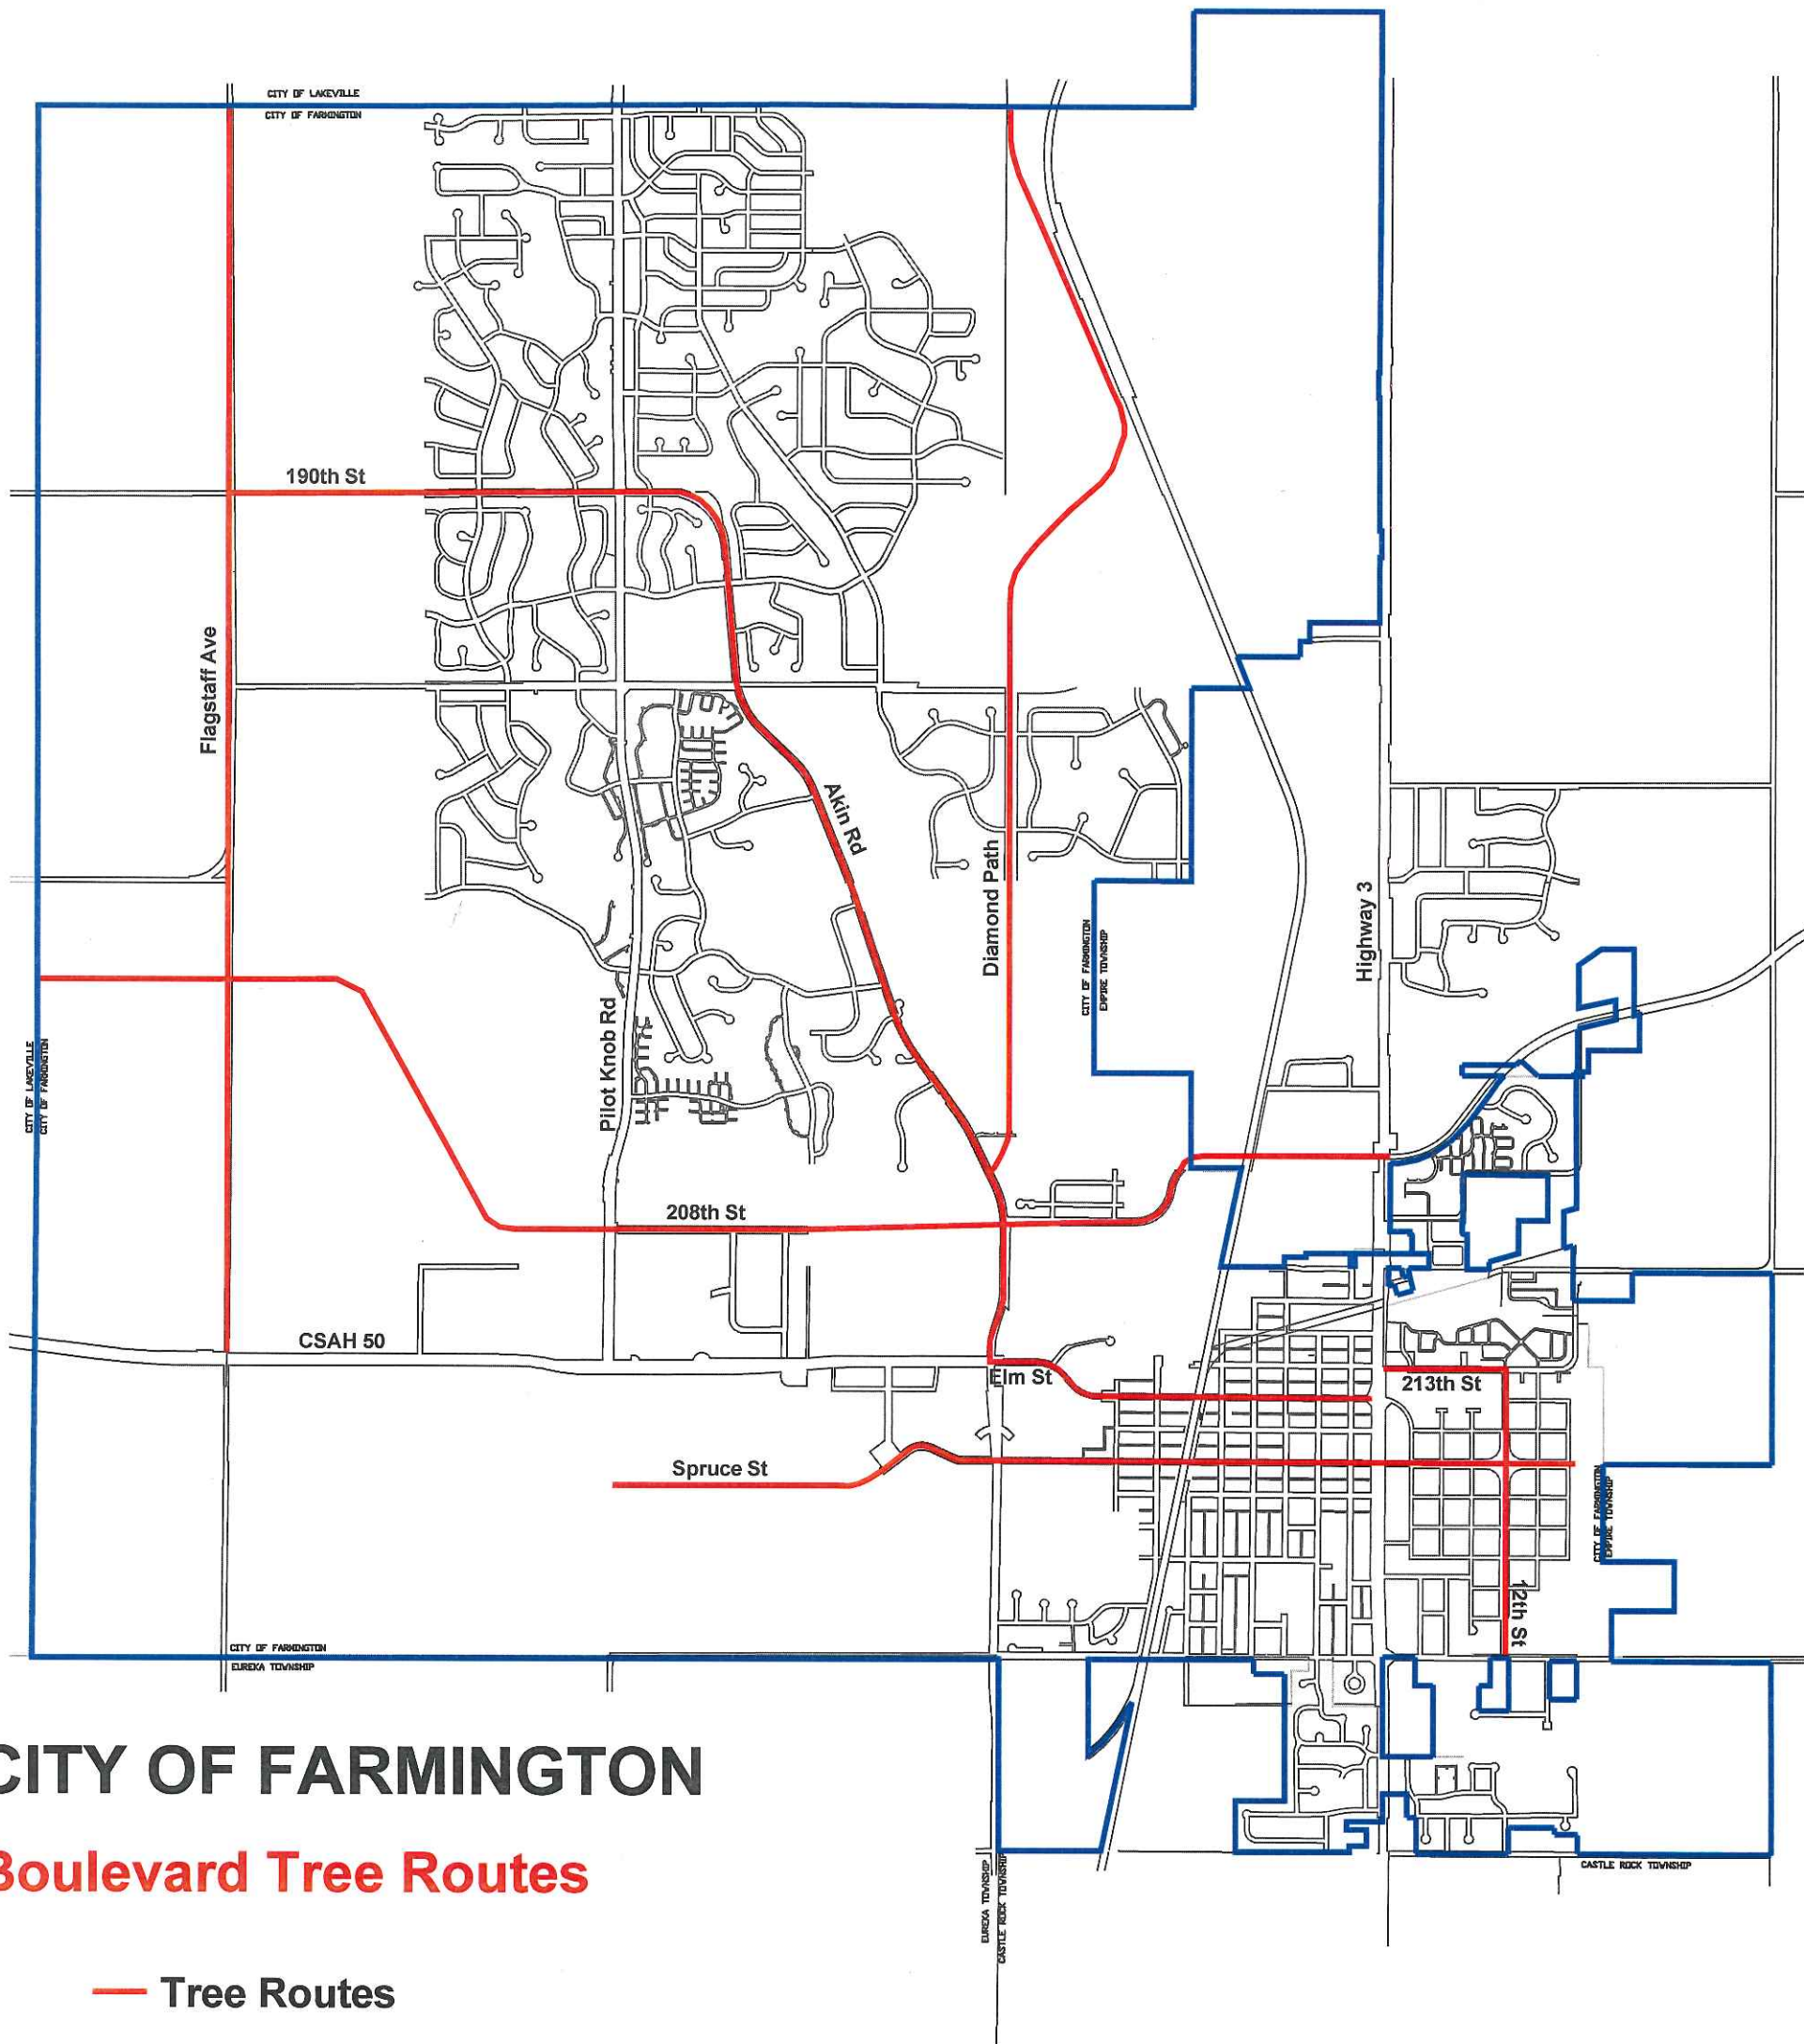 CITY OF LAKEVILLE
CITY OF FARMINGTON
190th St
Flagstaff Ave
Akin Rd
Diamond Path
Highway 3
CITY OF FARMINGTON
EMPIRE TOWNSHIP
Pilot Knob Rd
CITY OF LAKEVILLE
CITY OF FARMINGTON
208th St
CSAH 50
Elm St
213th St
Spruce St
CITY OF FARMINGTON
EMPIRE TOWNSHIP
12th St
CITY OF FARMINGTON
EUREKA TOWNSHIP
CITY OF FARMINGTON
Boulevard Tree Routes
CASTLE ROCK TOWNSHIP
EUREKA TOWNSHIP
CASTLE ROCK TOWNSHIP
Tree Routes